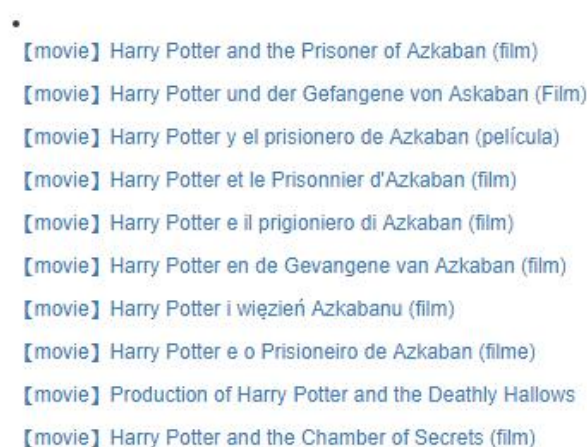 【movie】Harry Potter and the Prisoner of Azkaban (film)
【movie】Harry Potter und der Gefangene von Askaban (Film)
【movie】Harry Potter y el prisionero de Azkaban (película)
【movie】Harry Potter et le Prisonnier d'Azkaban (film)
【movie】Harry Potter e il prigioniero di Azkaban (film)
【movie】Harry Potter en de Gevangene van Azkaban (film)
【movie】Harry Potter i więzień Azkabanu (film)
【movie】Harry Potter e o Prisioneiro de Azkaban (filme)
【movie】Production of Harry Potter and the Deathly Hallows
【movie】Harry Potter and the Chamber of Secrets (film)